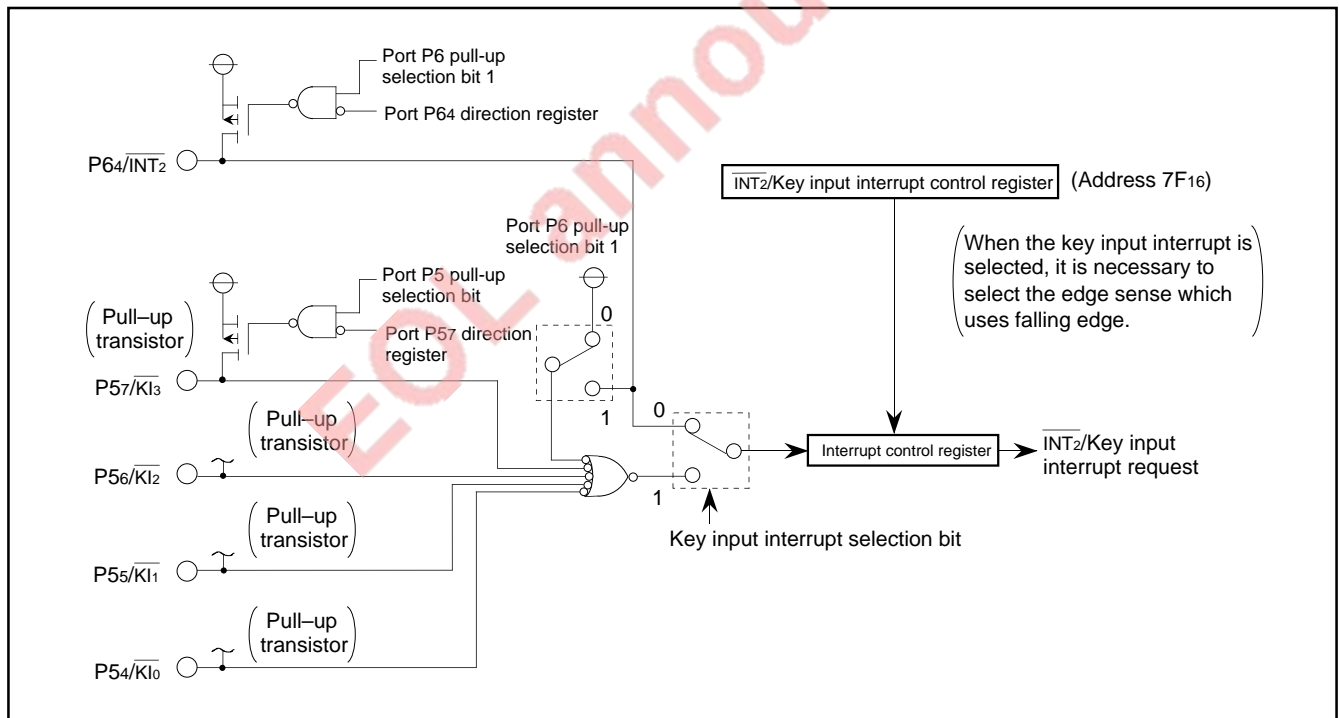 Port P6 pull-up
selection bit 1
Port P64 direction register
P64/INT2
INT2/Key input interrupt control register (Address 7F16)
Port P6 pull-up
selection bit 1
When the key input interrupt is
selected, it is necessary to
select the edge sense which
uses falling edge.
Port P5 pull-up
selection bit
Port P57 direction
register
Pull–up
transistor
P57/KI3
0
1
0
1
Pull–up
transistor
P56/KI2
Interrupt control register
INT2/Key input
interrupt request
Key input interrupt selection bit
Pull–up
transistor
P55/KI1
Pull–up
transistor
P54/KI0
EOL annou